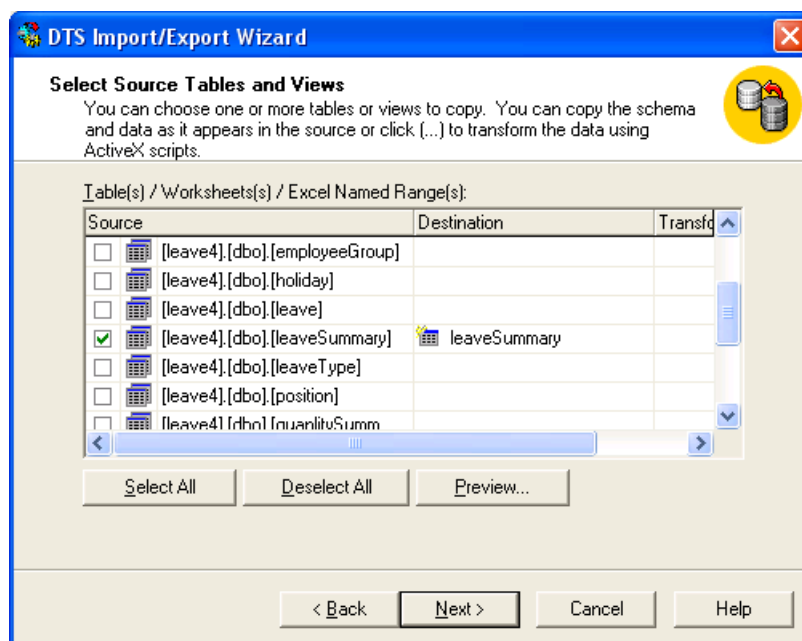 DTS Import/Export Wizard
Select Source Tables and Views
You can choose one or more tables or views to copy. You can copy the schema
and data as it appears in the source or click (...) to transform the data using
ActiveX scripts.
Table(s) / Worksheets(s) / Excel Named Range(s):
Source Destination Transfo
[leave4].[dbo].[employeeGroup]
[leave4].[dbo].[holiday]
[leave4].[dbo].[leave]
[leave4].[dbo].[leaveSummary] leaveSummary
[leave4].[dbo].[leaveType]
[leave4].[dbo].[position]
Select All Deselect All Preview...
< Back Next > Cancel Help